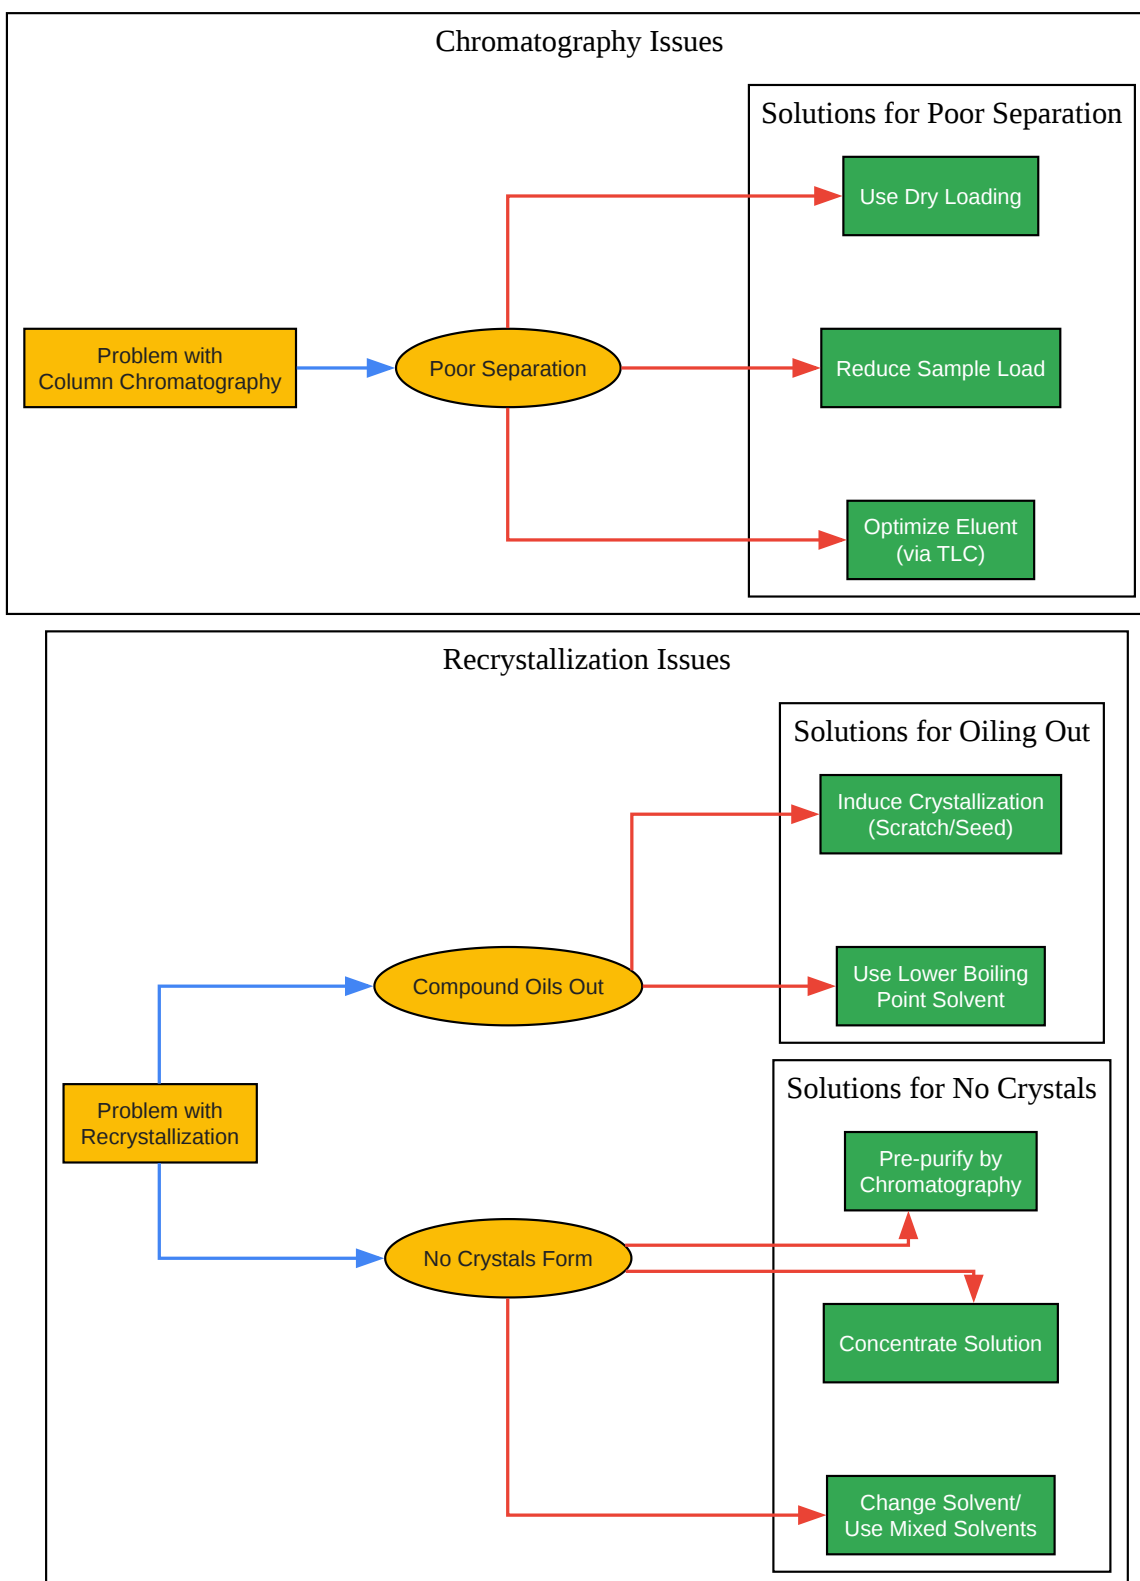 Chromatography Issues
Solutions for Poor Separation
Use Dry Loading
Problem with
Column Chromatography
Poor Separation
Reduce Sample Load
Optimize Eluent
(via TLC)
Recrystallization Issues
Solutions for Oiling Out
Induce Crystallization
(Scratch/Seed)
Compound Oils Out
Use Lower Boiling
Point Solvent
Problem with
Recrystallization
Solutions for No Crystals
Pre-purify by
Chromatography
No Crystals Form
Concentrate Solution
Change Solvent/
Use Mixed Solvents